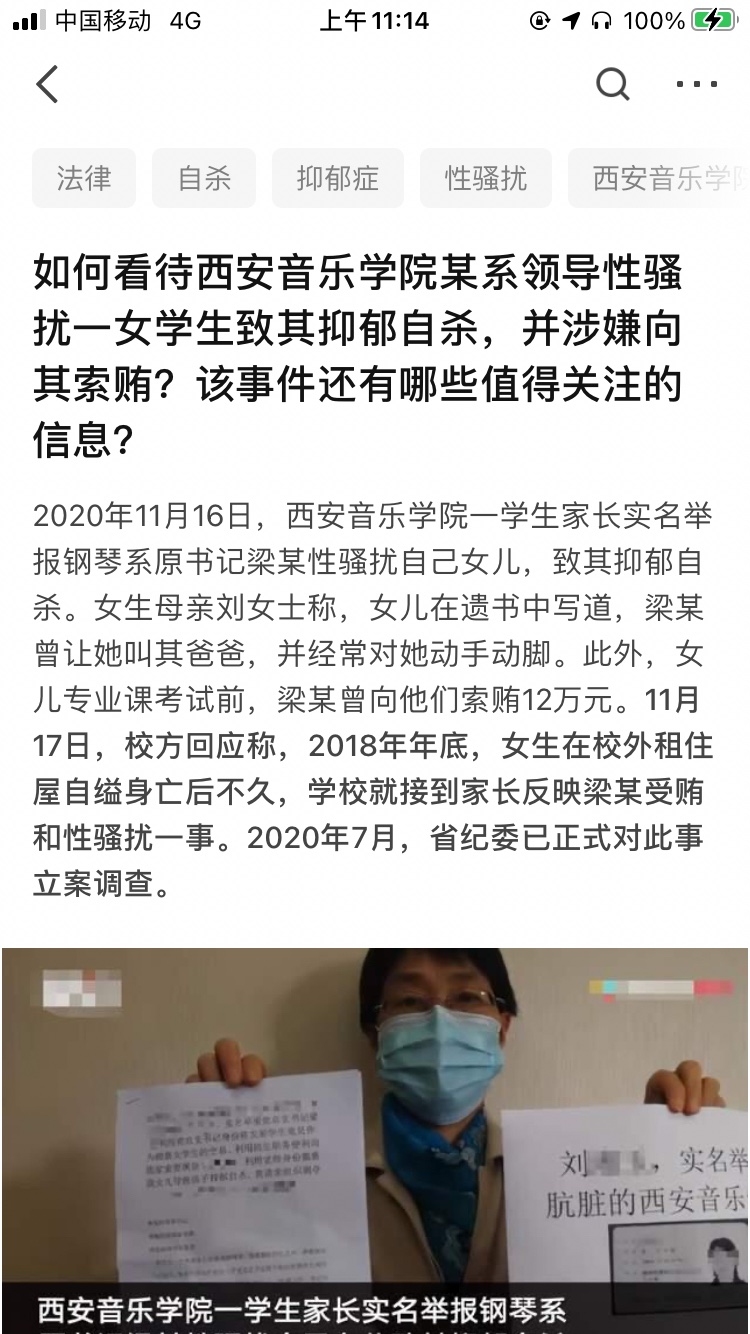 中国移动 4G 上午11:14 100%
法律 自杀 抑郁症 性骚扰 西安音乐学院
如何看待西安音乐学院某系领导性骚
扰一女学生致其抑郁自杀，并涉嫌向
其索贿？该事件还有哪些值得关注的
信息？
2020年11月16日，西安音乐学院一学生家长实名举
报钢琴系原书记梁某性骚扰自己女儿，致其抑郁自
杀。女生母亲刘女士称，女儿在遗书中写道，梁某
曾让她叫其爸爸，并经常对她动手动脚。此外，女
儿专业课考试前，梁某曾向他们索贿12万元。11月
17日，校方回应称，2018年年底，女生在校外租住
屋自缢身亡后不久，学校就接到家长反映梁某受贿
和性骚扰一事。2020年7月，省纪委已正式对此事
立案调查。
刘 ，实名举
肮脏的西安音乐
西安音乐学院一学生家长实名举报钢琴系